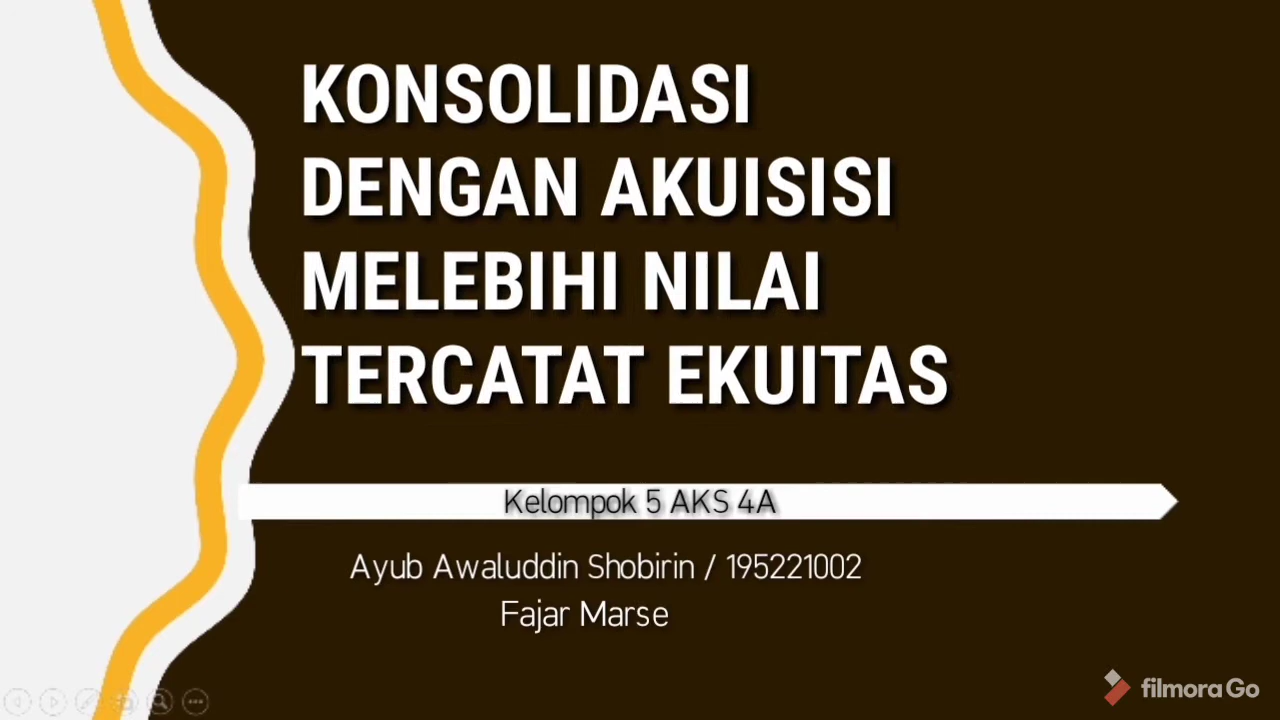 KONSOLIDASI
DENGAN AKUISISI
MELEBIHI NILAI
TERCATAT EKUITAS
Kelompok 5 AKS 4A
Ayub Awaluddin Shobirin / 195221002
Fajar Marse
filmoraGo